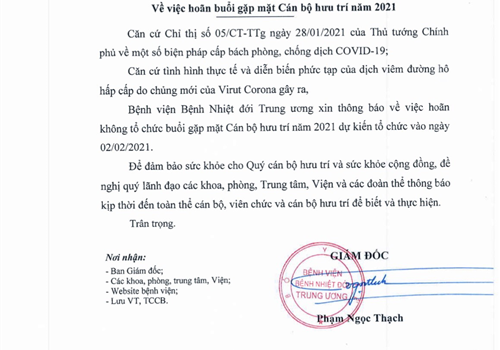 Về việc hoãn buổi gặp mặt Cán bộ hưu trí năm 2021
Căn cứ Chỉ thị số 05/CT-TTg ngày 28/01/2021 của Thủ tướng Chính
phủ về một số biện pháp cấp bách phòng, chống dịch COVID-19;
Căn cứ tình hình thực tế và diễn biến phức tạp của dịch viêm đường hô
hấp cấp do chủng mới của Virut Corona gây ra,
Bệnh viện Bệnh Nhiệt đới Trung ương xin thông báo về việc hoãn
không tổ chức buổi gặp mặt Cán bộ hưu trí năm 2021 dự kiến tổ chức vào ngày
02/02/2021.
Để đảm bảo sức khỏe cho Quý cán bộ hưu trí và sức khỏe cộng đồng, đề
nghị quý lãnh đạo các khoa, phòng, Trung tâm, Viện và các đoàn thể thông báo
kịp thời đến toàn thể cán bộ, viên chức và cán bộ hưu trí để biết và thực hiện.
Trân trọng.
Nơi nhận:
- Ban Giám đốc;
- Các khoa, phòng, trung tâm, Viện;
- Website bệnh viện;
- Lưu VT, TCCB.
GIÁM ĐỐC
BỆNH VIỆN
BỆNH NHIỆT ĐỚI
TRUNG ƯƠNG
Phạm Ngọc Thạch